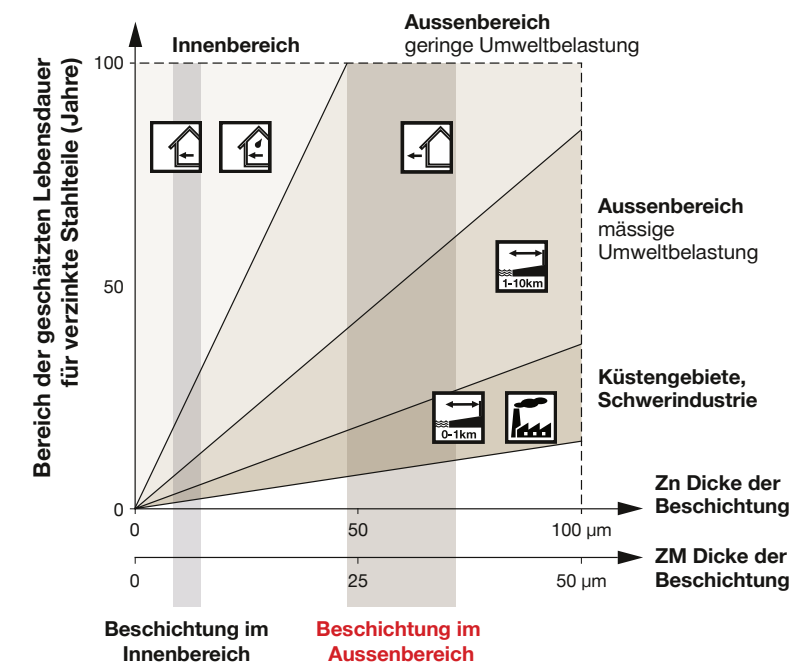 Aussenbereich
geringe Umweltbelastung
Innenbereich
Bereich der geschätzten Lebensdauer
für verzinkte Stahlteile (Jahre)
100
50
0
1-10km
0-1km
Aussenbereich
mässige
Umweltbelastung
Küstengebiete,
Schwerindustrie
0
50
100 µm
Zn Dicke der
Beschichtung
0
25
50 µm
ZM Dicke der
Beschichtung
Beschichtung im
Innenbereich
Beschichtung im
Aussenbereich